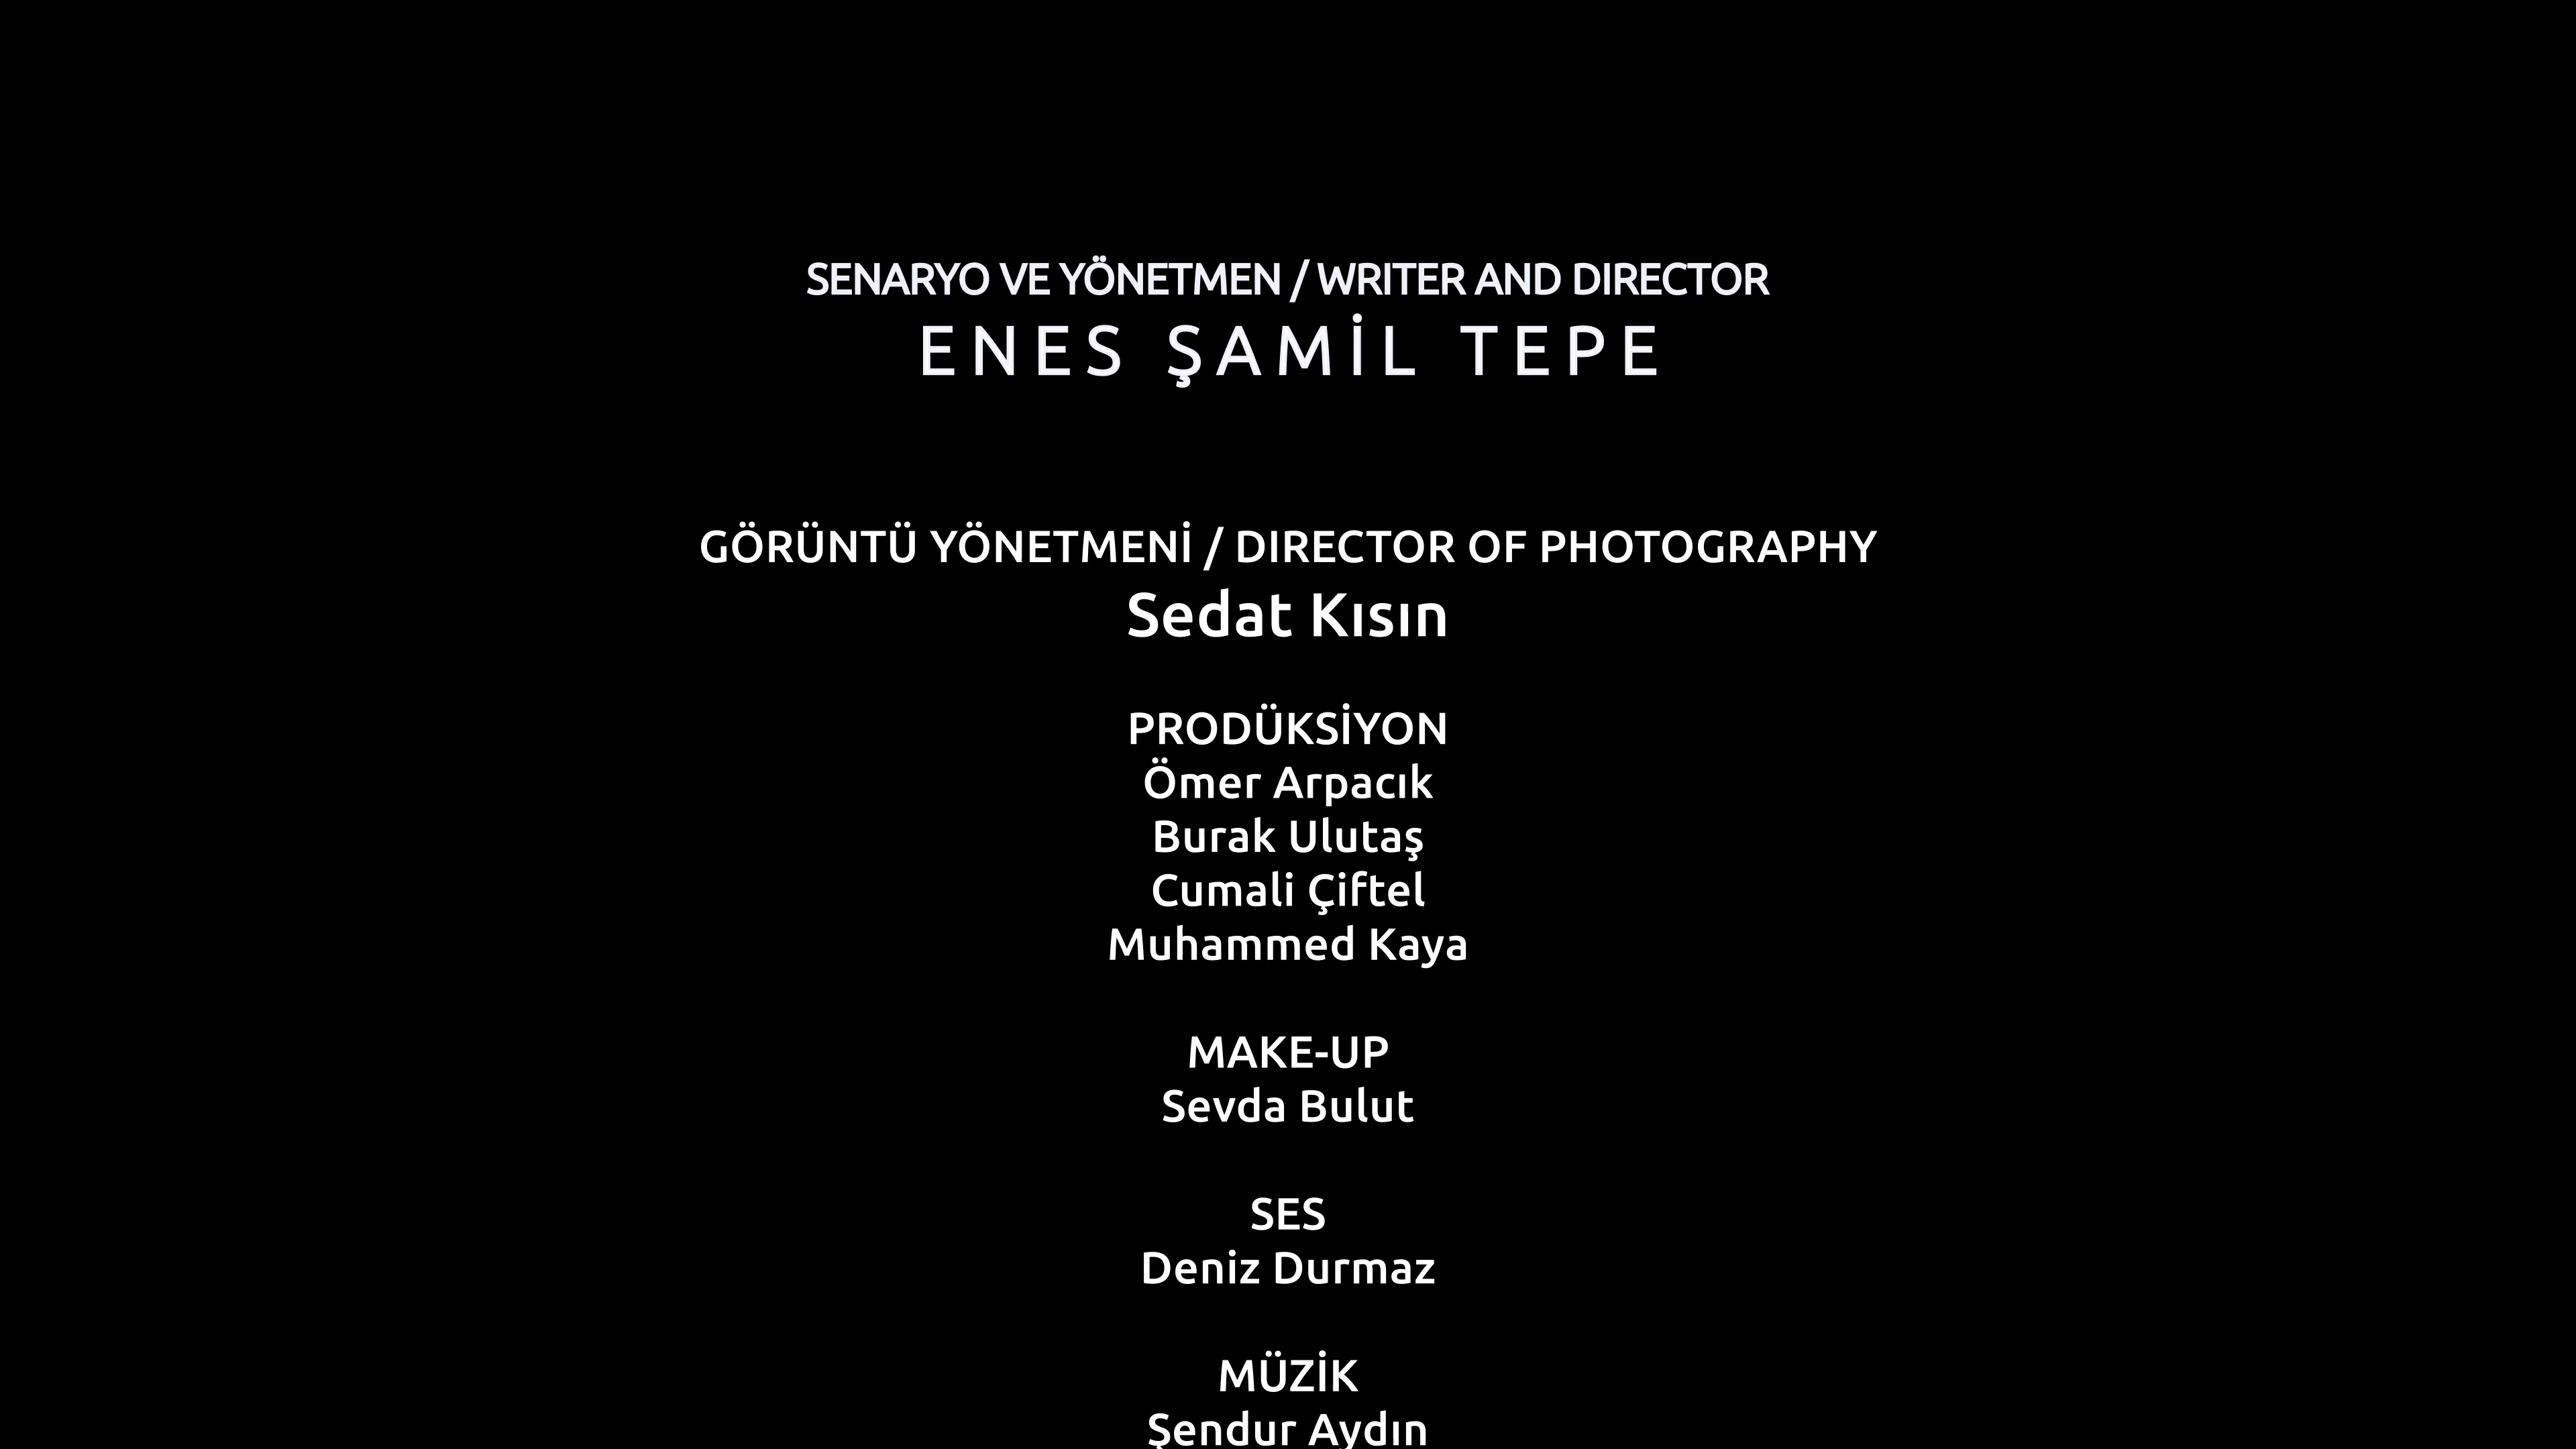 SENARYO VE YÖNETMEN / WRITER AND DIRECTOR
ENES ŞAMİL TEPE
GÖRÜNTÜ YÖNETMENİ / DIRECTOR OF PHOTOGRAPHY
Sedat Kısın
PRODÜKSİYON
Ömer Arpacık
Burak Ulutaş
Cumali Çiftel
Muhammed Kaya
MAKE-UP
Sevda Bulut
SES
Deniz Durmaz
MÜZİK
Şendur Aydın